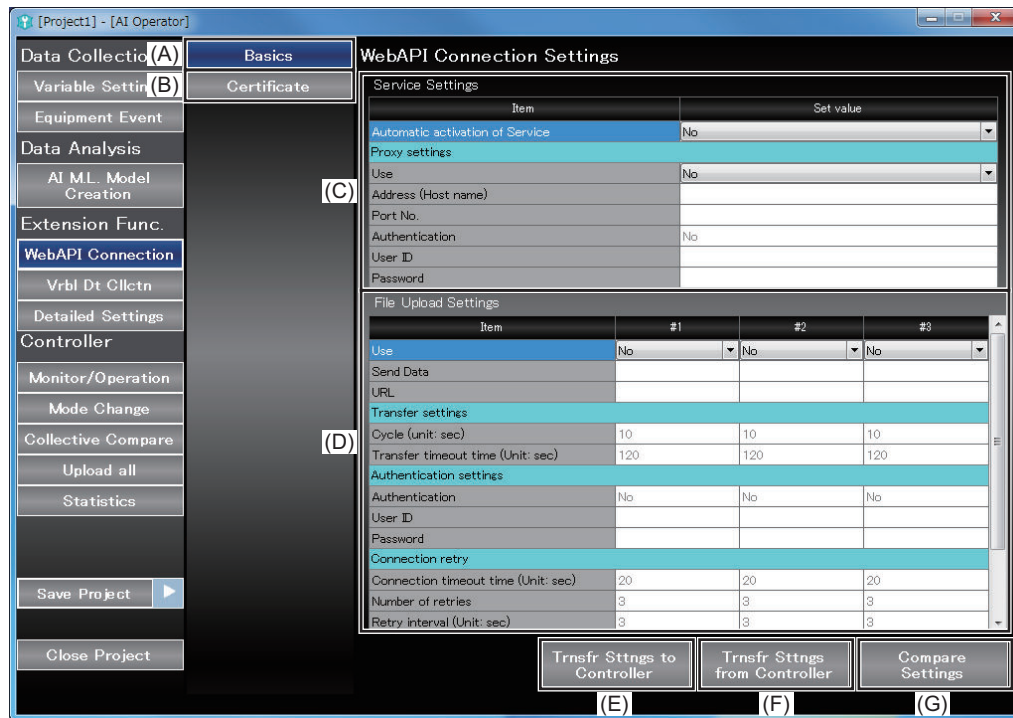 [Project1] - [AI Operator]
Data Collectio
(A)
Variable Settin
(B)
Equipment Event
Data Analysis
AI M.L. Model
Creation
Extension Func.
WebAPI Connection
Vrbl Dt Cllctn
Detailed Settings
Controller
Monitor/Operation
Mode Change
Collective Compare
Upload all
Statistics
Save Project
Close Project
Basics
Certificate
WebAPI Connection Settings
(C)
Service Settings
Item Set value
Automatic activation of Service No
Proxy settings
Use No
Address (Host name)
Port No.
Authentication No
User ID
Password
(D)
File Upload Settings
Item #1 #2 #3
Use No No No
Send Data
URL
Transfer settings
Cycle (unit: sec) 10 10 10
Transfer timeout time (Unit: sec) 120 120 120
Authentication settings
Authentication No No No
User ID
Password
Connection retry
Connection timeout time (Unit: sec) 20 20 20
Number of retries 3 3 3
Retry interval (Unit: sec) 3 3 3
Trnsfr Sttngs to
Controller
(E)
Trnsfr Sttngs
from Controller
(F)
Compare
Settings
(G)